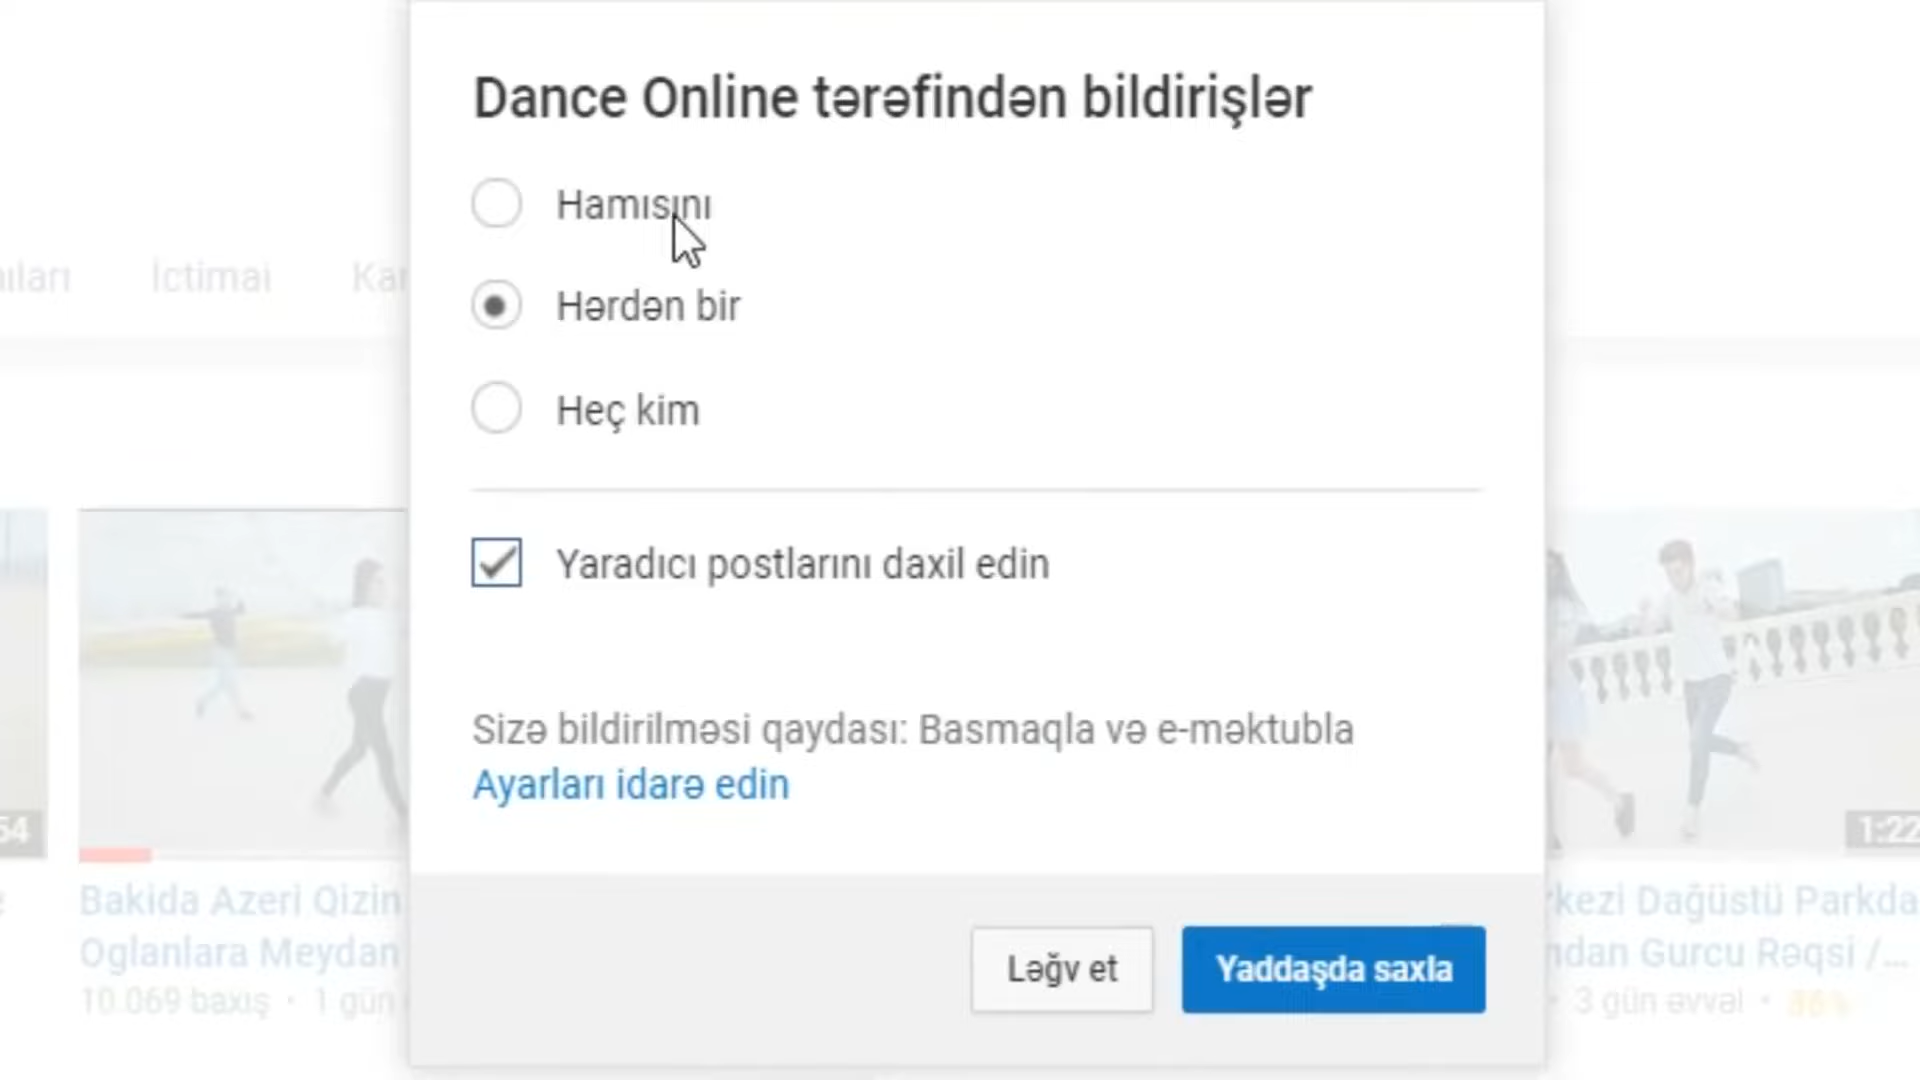 Dance Online tərəfindən bildirişlər
Hamısını
İctimai
Hərdən bir
Heç kim
Yaradıcı postlarını daxil edin
Sizə bildirilməsi qaydası: Basmaqla və e-məktubla
Ayarları idarə edin
54
1:22
Bakida Azeri Qizin
Oglanlara Meydan
10.069 baxış · 1 gün
Dağüstü Parkda
Gurcu Rəqsi /...
· 3 gün əvvəl · 86%
Ləğv et
Yaddaşda saxla